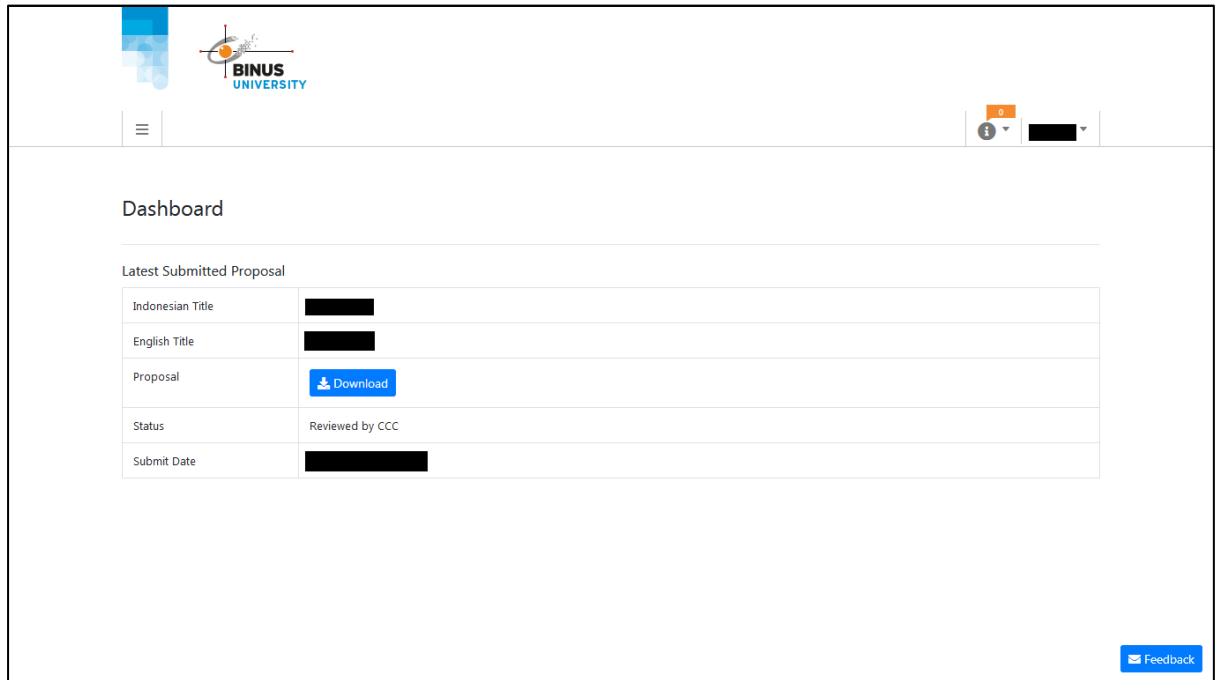 BINUS
UNIVERSITY
0
Dashboard
Latest Submitted Proposal
Indonesian Title
English Title
Proposal
Download
Status
Reviewed by CCC
Submit Date
Feedback